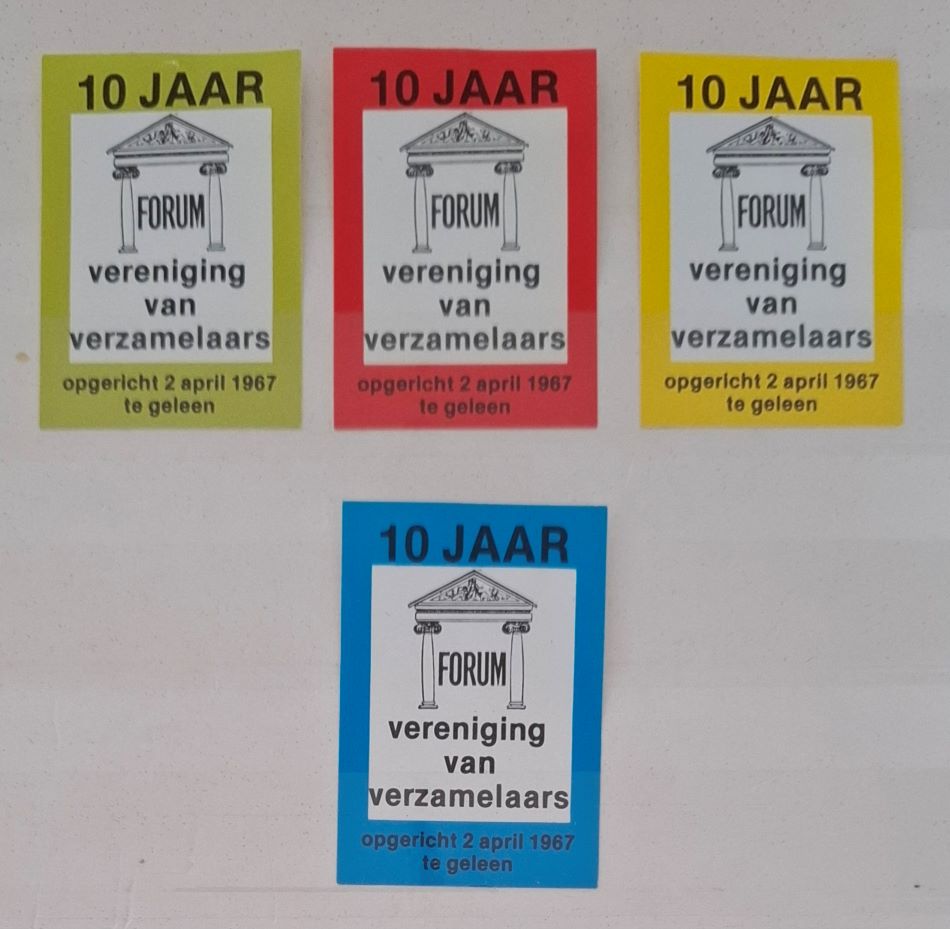 10 JAAR
FORUM
vereniging
van
verzamelaars
opgericht 2 april 1967
te geleen
10 JAAR
FORUM
vereniging
van
verzamelaars
opgericht 2 april 1967
te geleen
10 JAAR
FORUM
vereniging
van
verzamelaars
opgericht 2 april 1967
te geleen
10 JAAR
FORUM
vereniging
van
verzamelaars
opgericht 2 april 1967
te geleen